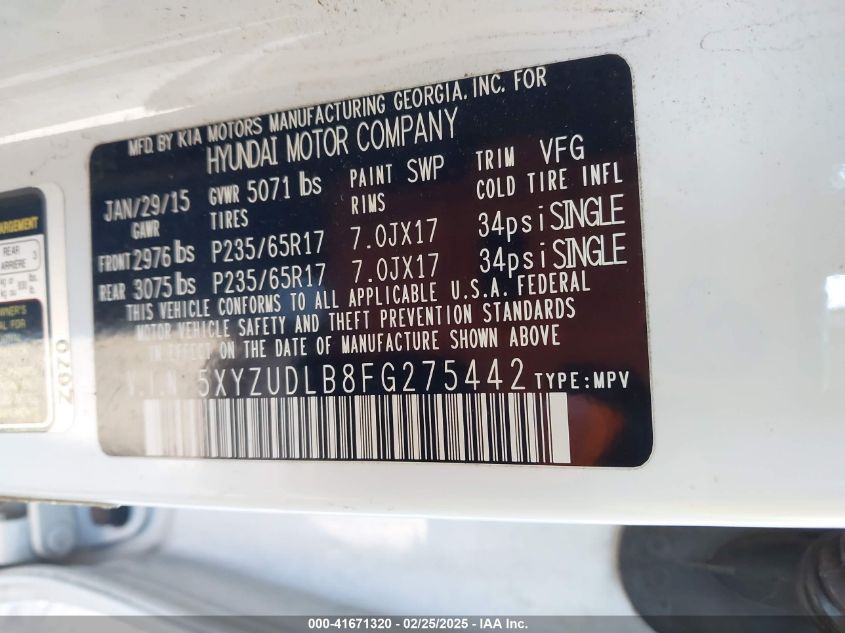 MFD. BY KIA MOTORS MANUFACTURING GEORGIA, INC. FOR
HYUNDAI MOTOR COMPANY
JAN/29/15 GVWR 5071 lbs PAINT SWP TRIM VFG
GAWR TIRES RIMS COLD TIRE INFL
FRONT 2976 lbs P235/65R17 7.0JX17 34psi SINGLE
REAR 3075 lbs P235/65R17 7.0JX17 34psi SINGLE
THIS VEHICLE CONFORMS TO ALL APPLICABLE U.S.A. FEDERAL
MOTOR VEHICLE SAFETY AND THEFT PREVENTION STANDARDS
IN EFFECT ON THE DATE OF MANUFACTURE SHOWN ABOVE
V.I.N: 5XYZUDLB8FG275442 TYPE:MPV
REAR
ARRIERE 3
Z070
000-41671320 - 02/25/2025 - IAA Inc.